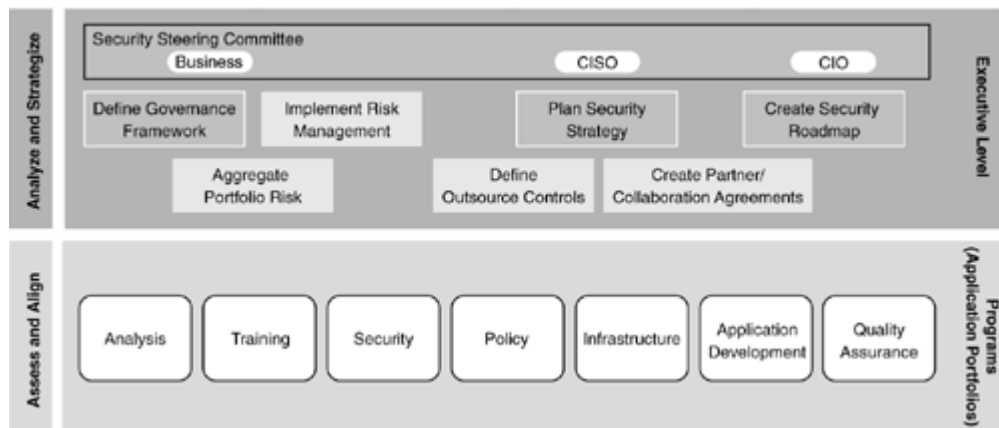 Analyze and Strategize
Security Steering Committee
Business
CISO
CIO
Define Governance
Framework
Implement Risk
Management
Plan Security
Strategy
Create Security
Roadmap
Aggregate
Portfolio Risk
Define
Outsource Controls
Create Partner/
Collaboration Agreements
Executive Level
Assess and Align
Analysis
Training
Security
Policy
Infrastructure
Application
Development
Quality
Assurance
Programs
(Application Portfolios)